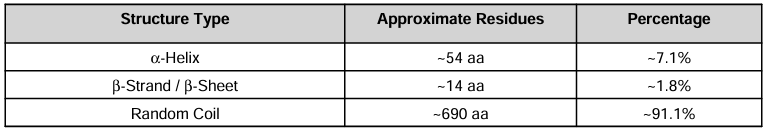 Structure Type Approximate Residues Percentage
α-Helix ~54 aa ~7.1%
β-Strand / β-Sheet ~14 aa ~1.8%
Random Coil ~690 aa ~91.1%